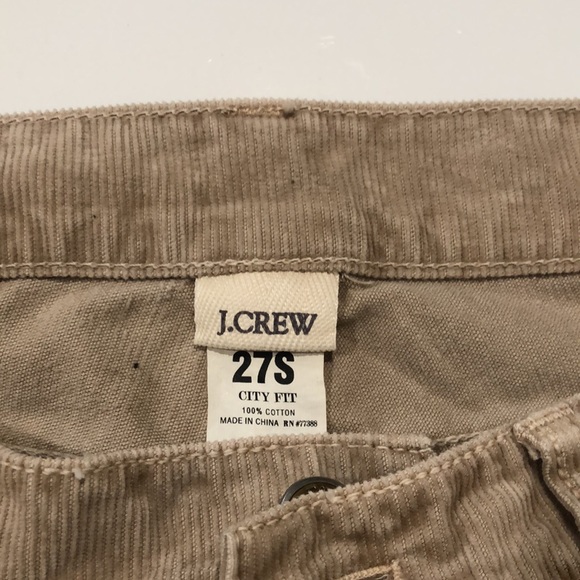 J.CREW
27S
CITY FIT
100% COTTON
MADE IN CHINA RN #77388